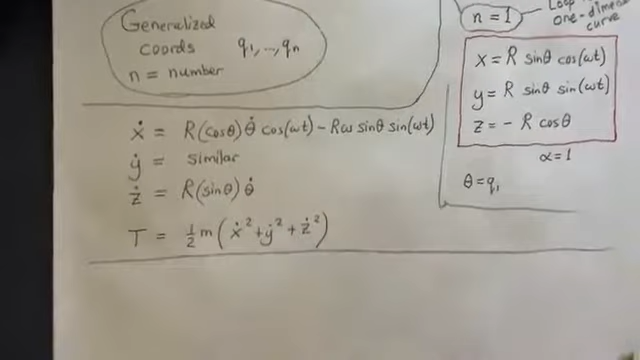 Generalized
coords q₁, ..., qₙ
n = number
n = 1
Loop
one-dimen
curve
x = R sinθ cos(ωt)
y = R sinθ sin(ωt)
z = - R cosθ
α = 1
θ = q₁
ẋ = R(cosθ)θ̇ cos(ωt) - Rω sinθ sin(ωt)
ẏ = similar
ż = R(sinθ)θ̇
T = ½ m (ẋ² + ẏ² + ż²)